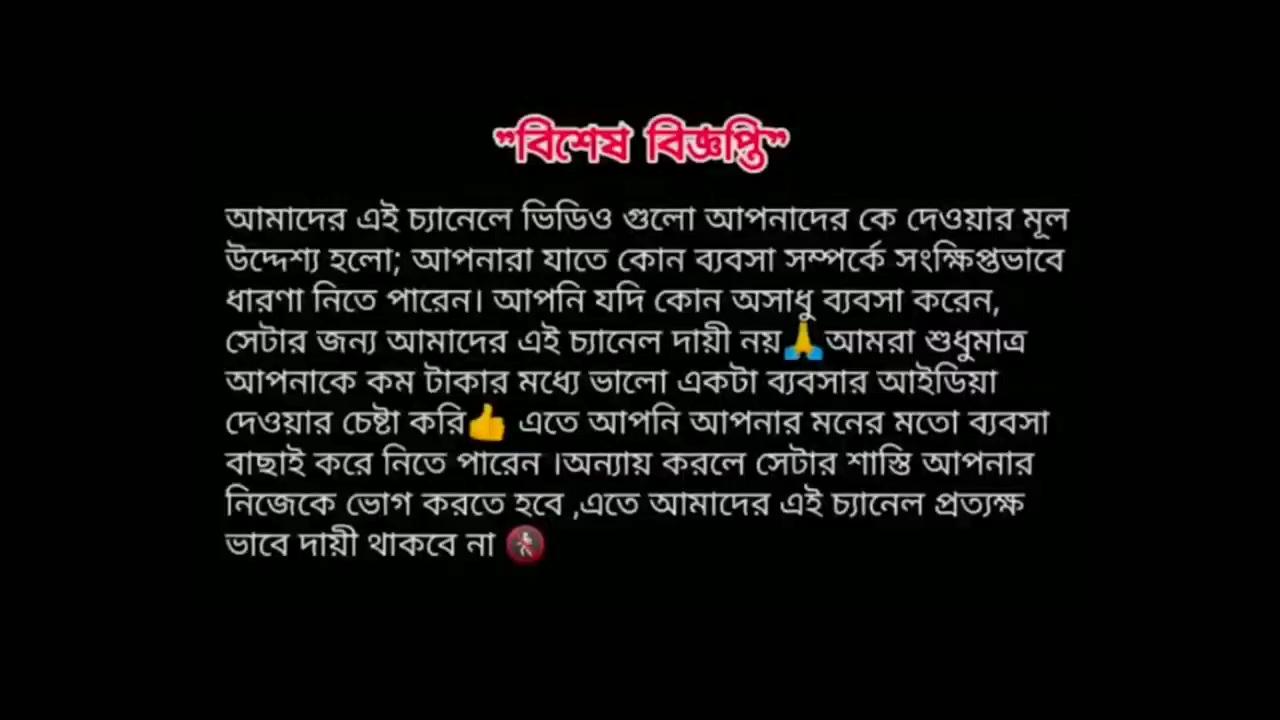 "বিশেষ বিজ্ঞপ্তি"
আমাদের এই চ্যানেলে ভিডিও গুলো আপনাদের কে দেওয়ার মূল
উদ্দেশ্য হলো; আপনারা যাতে কোন ব্যবসা সম্পর্কে সংক্ষিপ্তভাবে
ধারণা নিতে পারেন। আপনি যদি কোন অসাধু ব্যবসা করেন,
সেটার জন্য আমাদের এই চ্যানেল দায়ী নয়🙏আমরা শুধুমাত্র
আপনাকে কম টাকার মধ্যে ভালো একটা ব্যবসার আইডিয়া
দেওয়ার চেষ্টা করি👍 এতে আপনি আপনার মনের মতো ব্যবসা
বাছাই করে নিতে পারেন ।অন্যায় করলে সেটার শাস্তি আপনার
নিজেকে ভোগ করতে হবে ,এতে আমাদের এই চ্যানেল প্রত্যক্ষ
ভাবে দায়ী থাকবে না 🚷